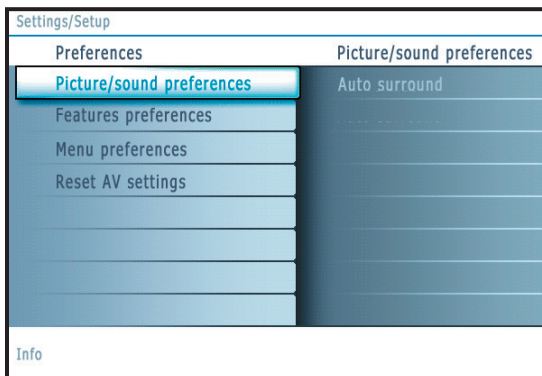 Settings/Setup
Preferences
Picture/sound preferences
Picture/sound preferences
Auto surround
Features preferences
Menu preferences
Reset AV settings
Info